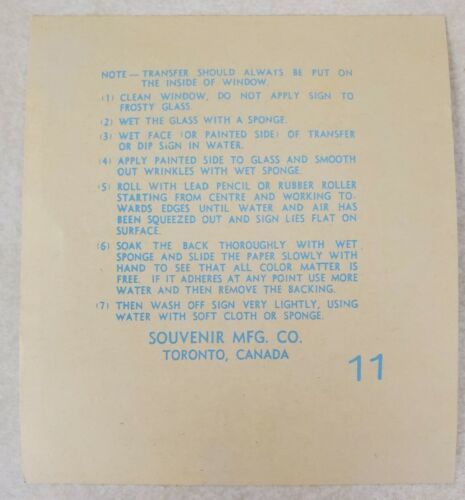 NOTE — TRANSFER SHOULD ALWAYS BE PUT ON
THE INSIDE OF WINDOW.
(1) CLEAN WINDOW, DO NOT APPLY SIGN TO
FROSTY GLASS.
(2) WET THE GLASS WITH A SPONGE.
(3) WET FACE (OR PAINTED SIDE) OF TRANSFER
OR DIP SIGN IN WATER.
(4) APPLY PAINTED SIDE TO GLASS AND SMOOTH
OUT WRINKLES WITH WET SPONGE.
(5) ROLL WITH LEAD PENCIL OR RUBBER ROLLER
STARTING FROM CENTRE AND WORKING TO-
WARDS EDGES UNTIL WATER AND AIR HAS
BEEN SQUEEZED OUT AND SIGN LIES FLAT ON
SURFACE.
(6) SOAK THE BACK THOROUGHLY WITH WET
SPONGE AND SLIDE THE PAPER SLOWLY WITH
HAND TO SEE THAT ALL COLOR MATTER IS
FREE. IF IT ADHERES AT ANY POINT USE MORE
WATER AND THEN REMOVE THE BACKING.
(7) THEN WASH OFF SIGN VERY LIGHTLY, USING
WATER WITH SOFT CLOTH OR SPONGE.
SOUVENIR MFG. CO.
TORONTO, CANADA
11